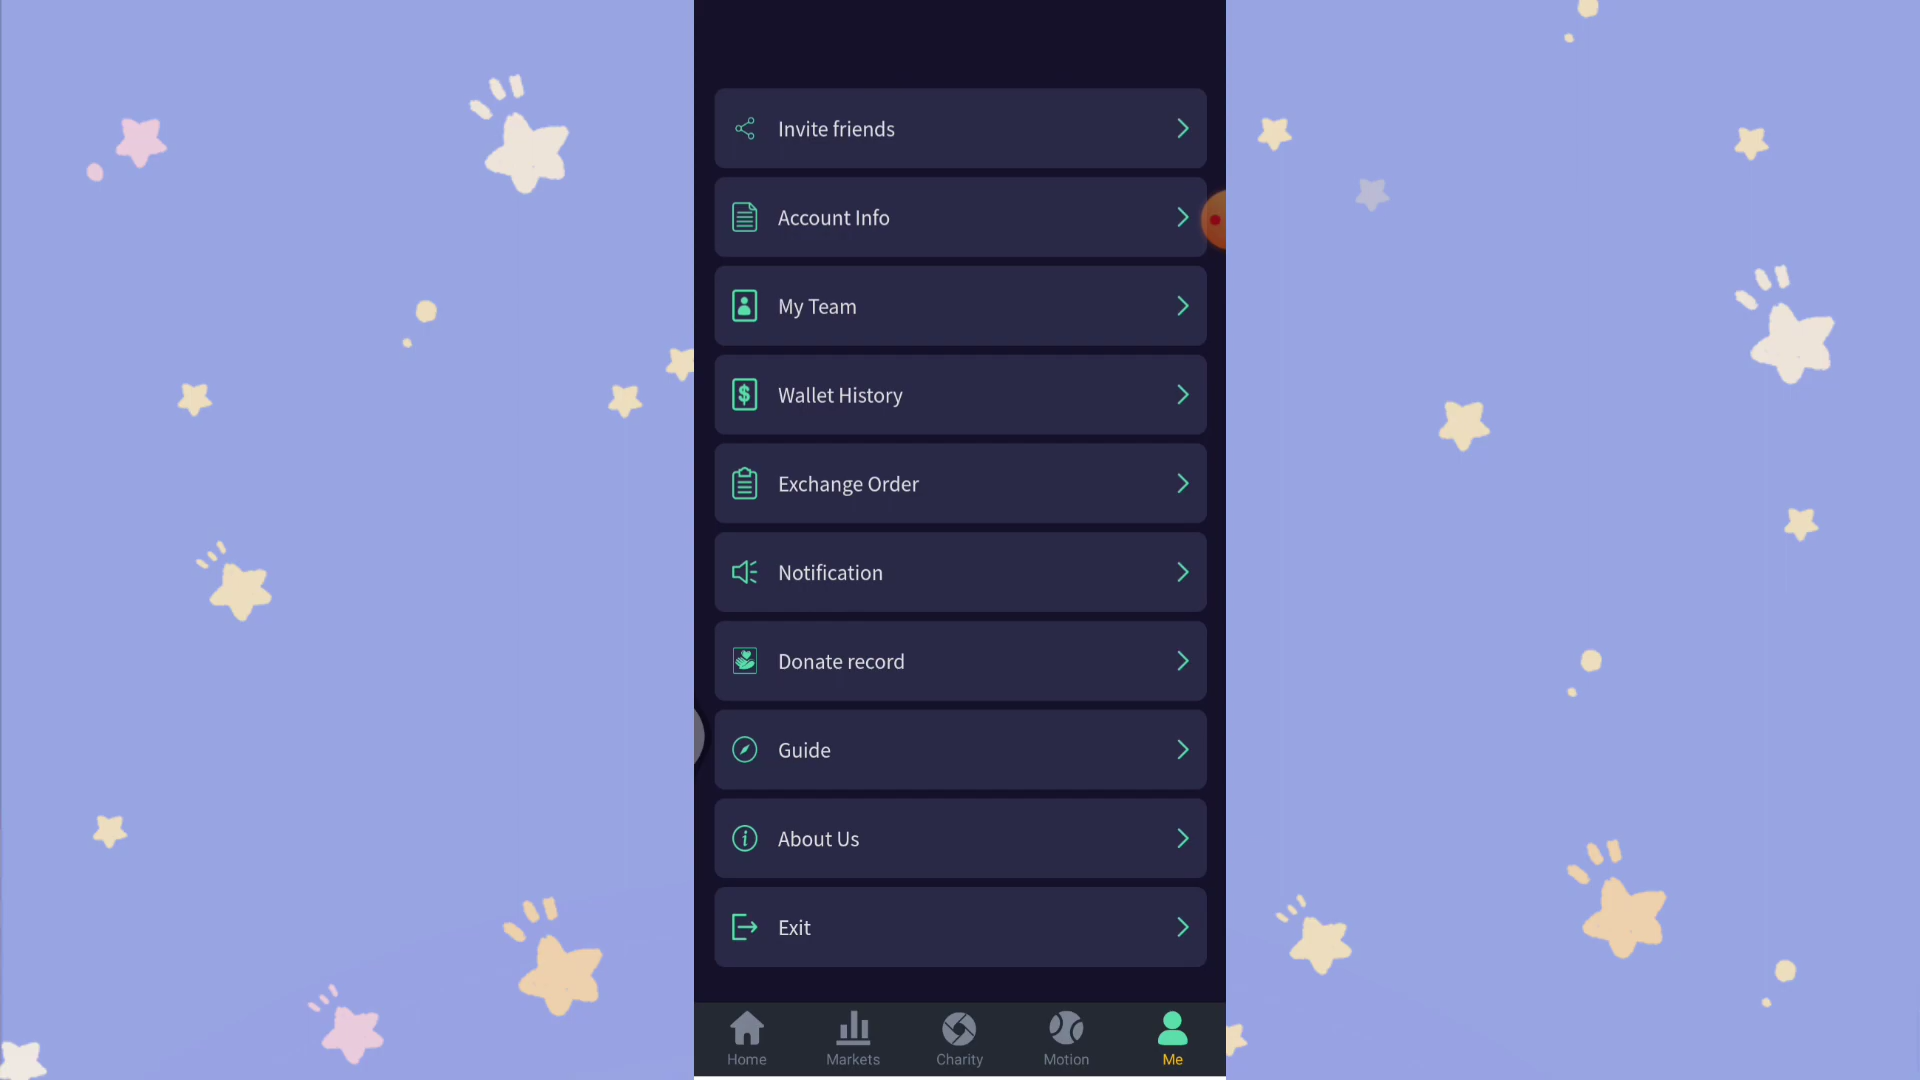 Invite friends
Account Info
My Team
Wallet History
Exchange Order
Notification
Donate record
Guide
About Us
Exit
Home
Markets
Charity
Motion
Me